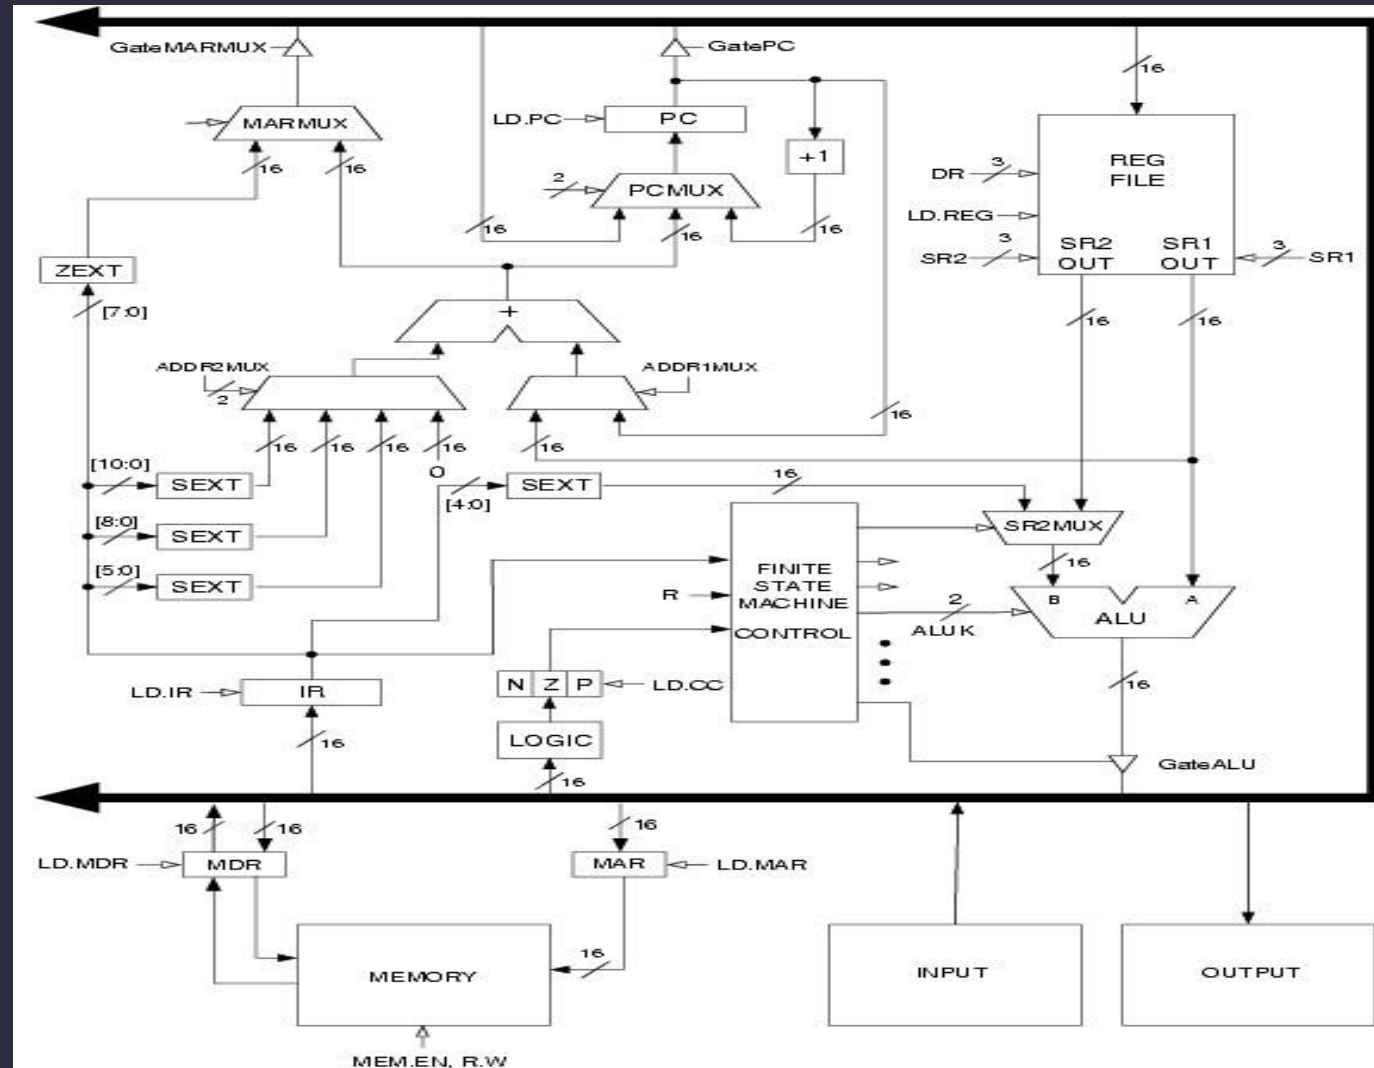 GateMARMUX
GatePC
16
MARMUX
LD.PC
PC
+1
REG
FILE
DR
3
16
16
2
PCMUX
LD.REG
16
16
16
ZEXT
SR2
3
SR2
OUT
SR1
OUT
3
SR1
[7:0]
+
16
16
ADDR2MUX
2
ADDR1MUX
16
16
16
16
16
16
0
[10:0]
SEXT
[4:0]
SEXT
16
[8:0]
SEXT
SR2MUX
16
[5:0]
SEXT
FINITE
STATE
MACHINE
CONTROL
R
2
ALUK
B
A
ALU
LD.IR
IR
N Z P
LD.CC
16
16
LOGIC
16
GateALU
16
16
16
LD.MDR
MDR
MAR
LD.MAR
16
MEMORY
INPUT
OUTPUT
MEM.EN, R.W